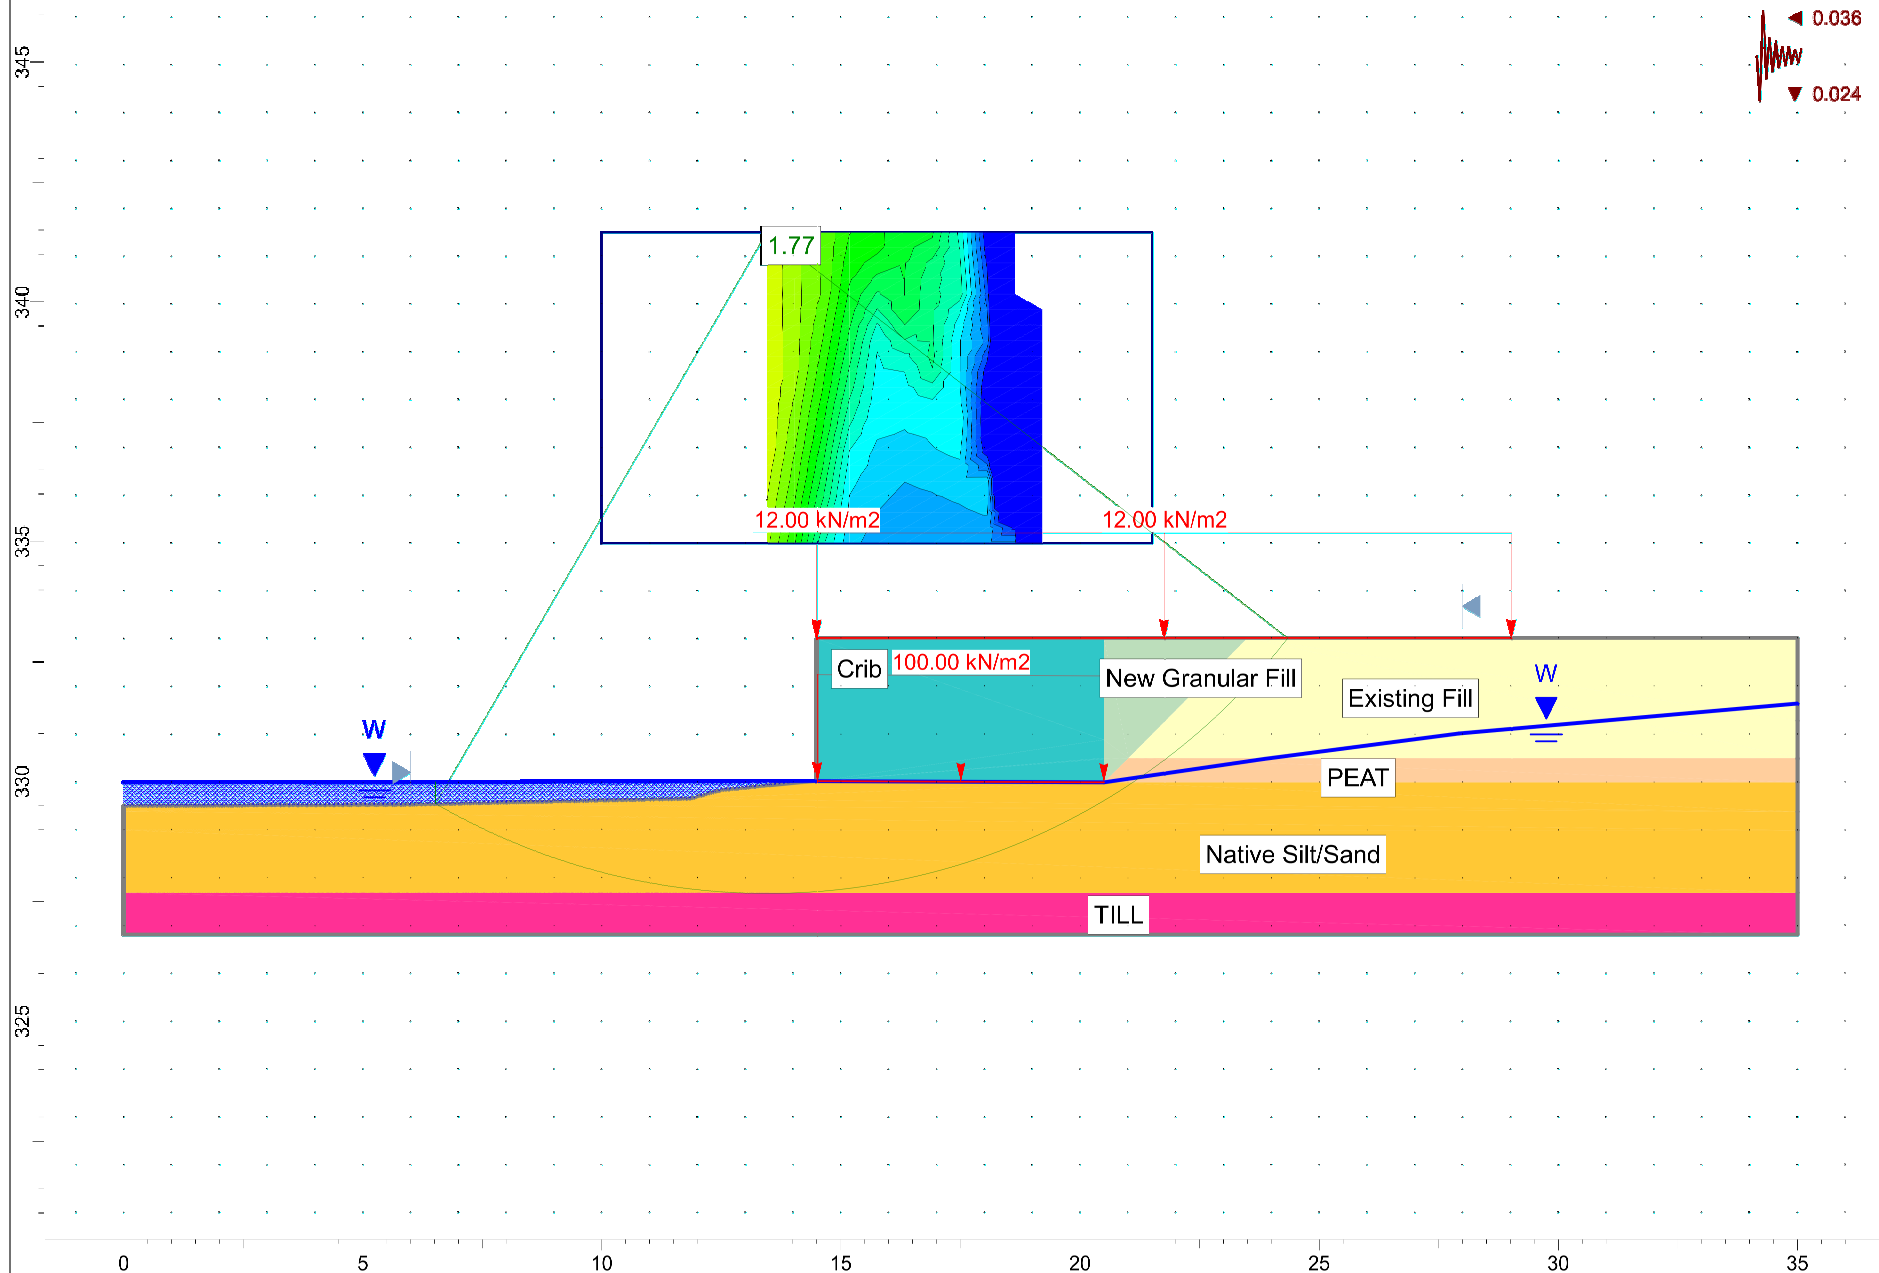 0.036
0.024
345
340
335
330
325
1.77
12.00 kN/m2
12.00 kN/m2
Crib
100.00 kN/m2
New Granular Fill
Existing Fill
W
W
PEAT
Native Silt/Sand
TILL
0 5 10 15 20 25 30 35